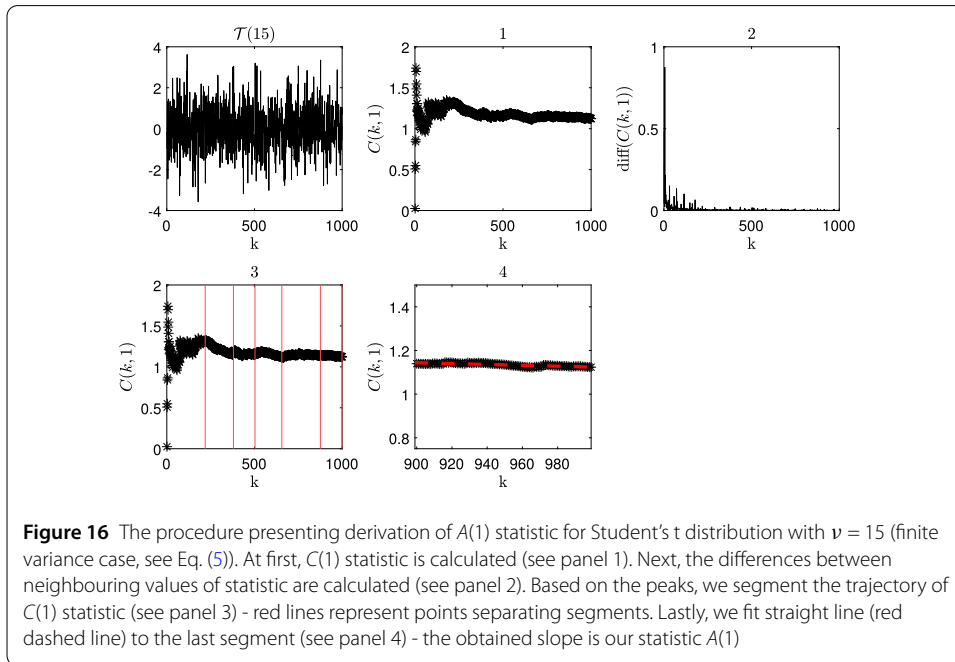 𝒯(15)
4
2
0
-2
-4
0
500
1000
k
1
2
1.5
1
0.5
0
C(k, 1)
0
500
1000
k
2
1
0.5
0
diff(C(k, 1))
0
500
1000
k
3
2
1.5
1
0.5
0
C(k, 1)
0
500
1000
k
4
1.4
1.2
1
0.8
C(k, 1)
900
920
940
960
980
k
Figure 16 The procedure presenting derivation of A(1) statistic for Student's t distribution with ν = 15 (finite
variance case, see Eq. (5)). At first, C(1) statistic is calculated (see panel 1). Next, the differences between
neighbouring values of statistic are calculated (see panel 2). Based on the peaks, we segment the trajectory of
C(1) statistic (see panel 3) - red lines represent points separating segments. Lastly, we fit straight line (red
dashed line) to the last segment (see panel 4) - the obtained slope is our statistic A(1)